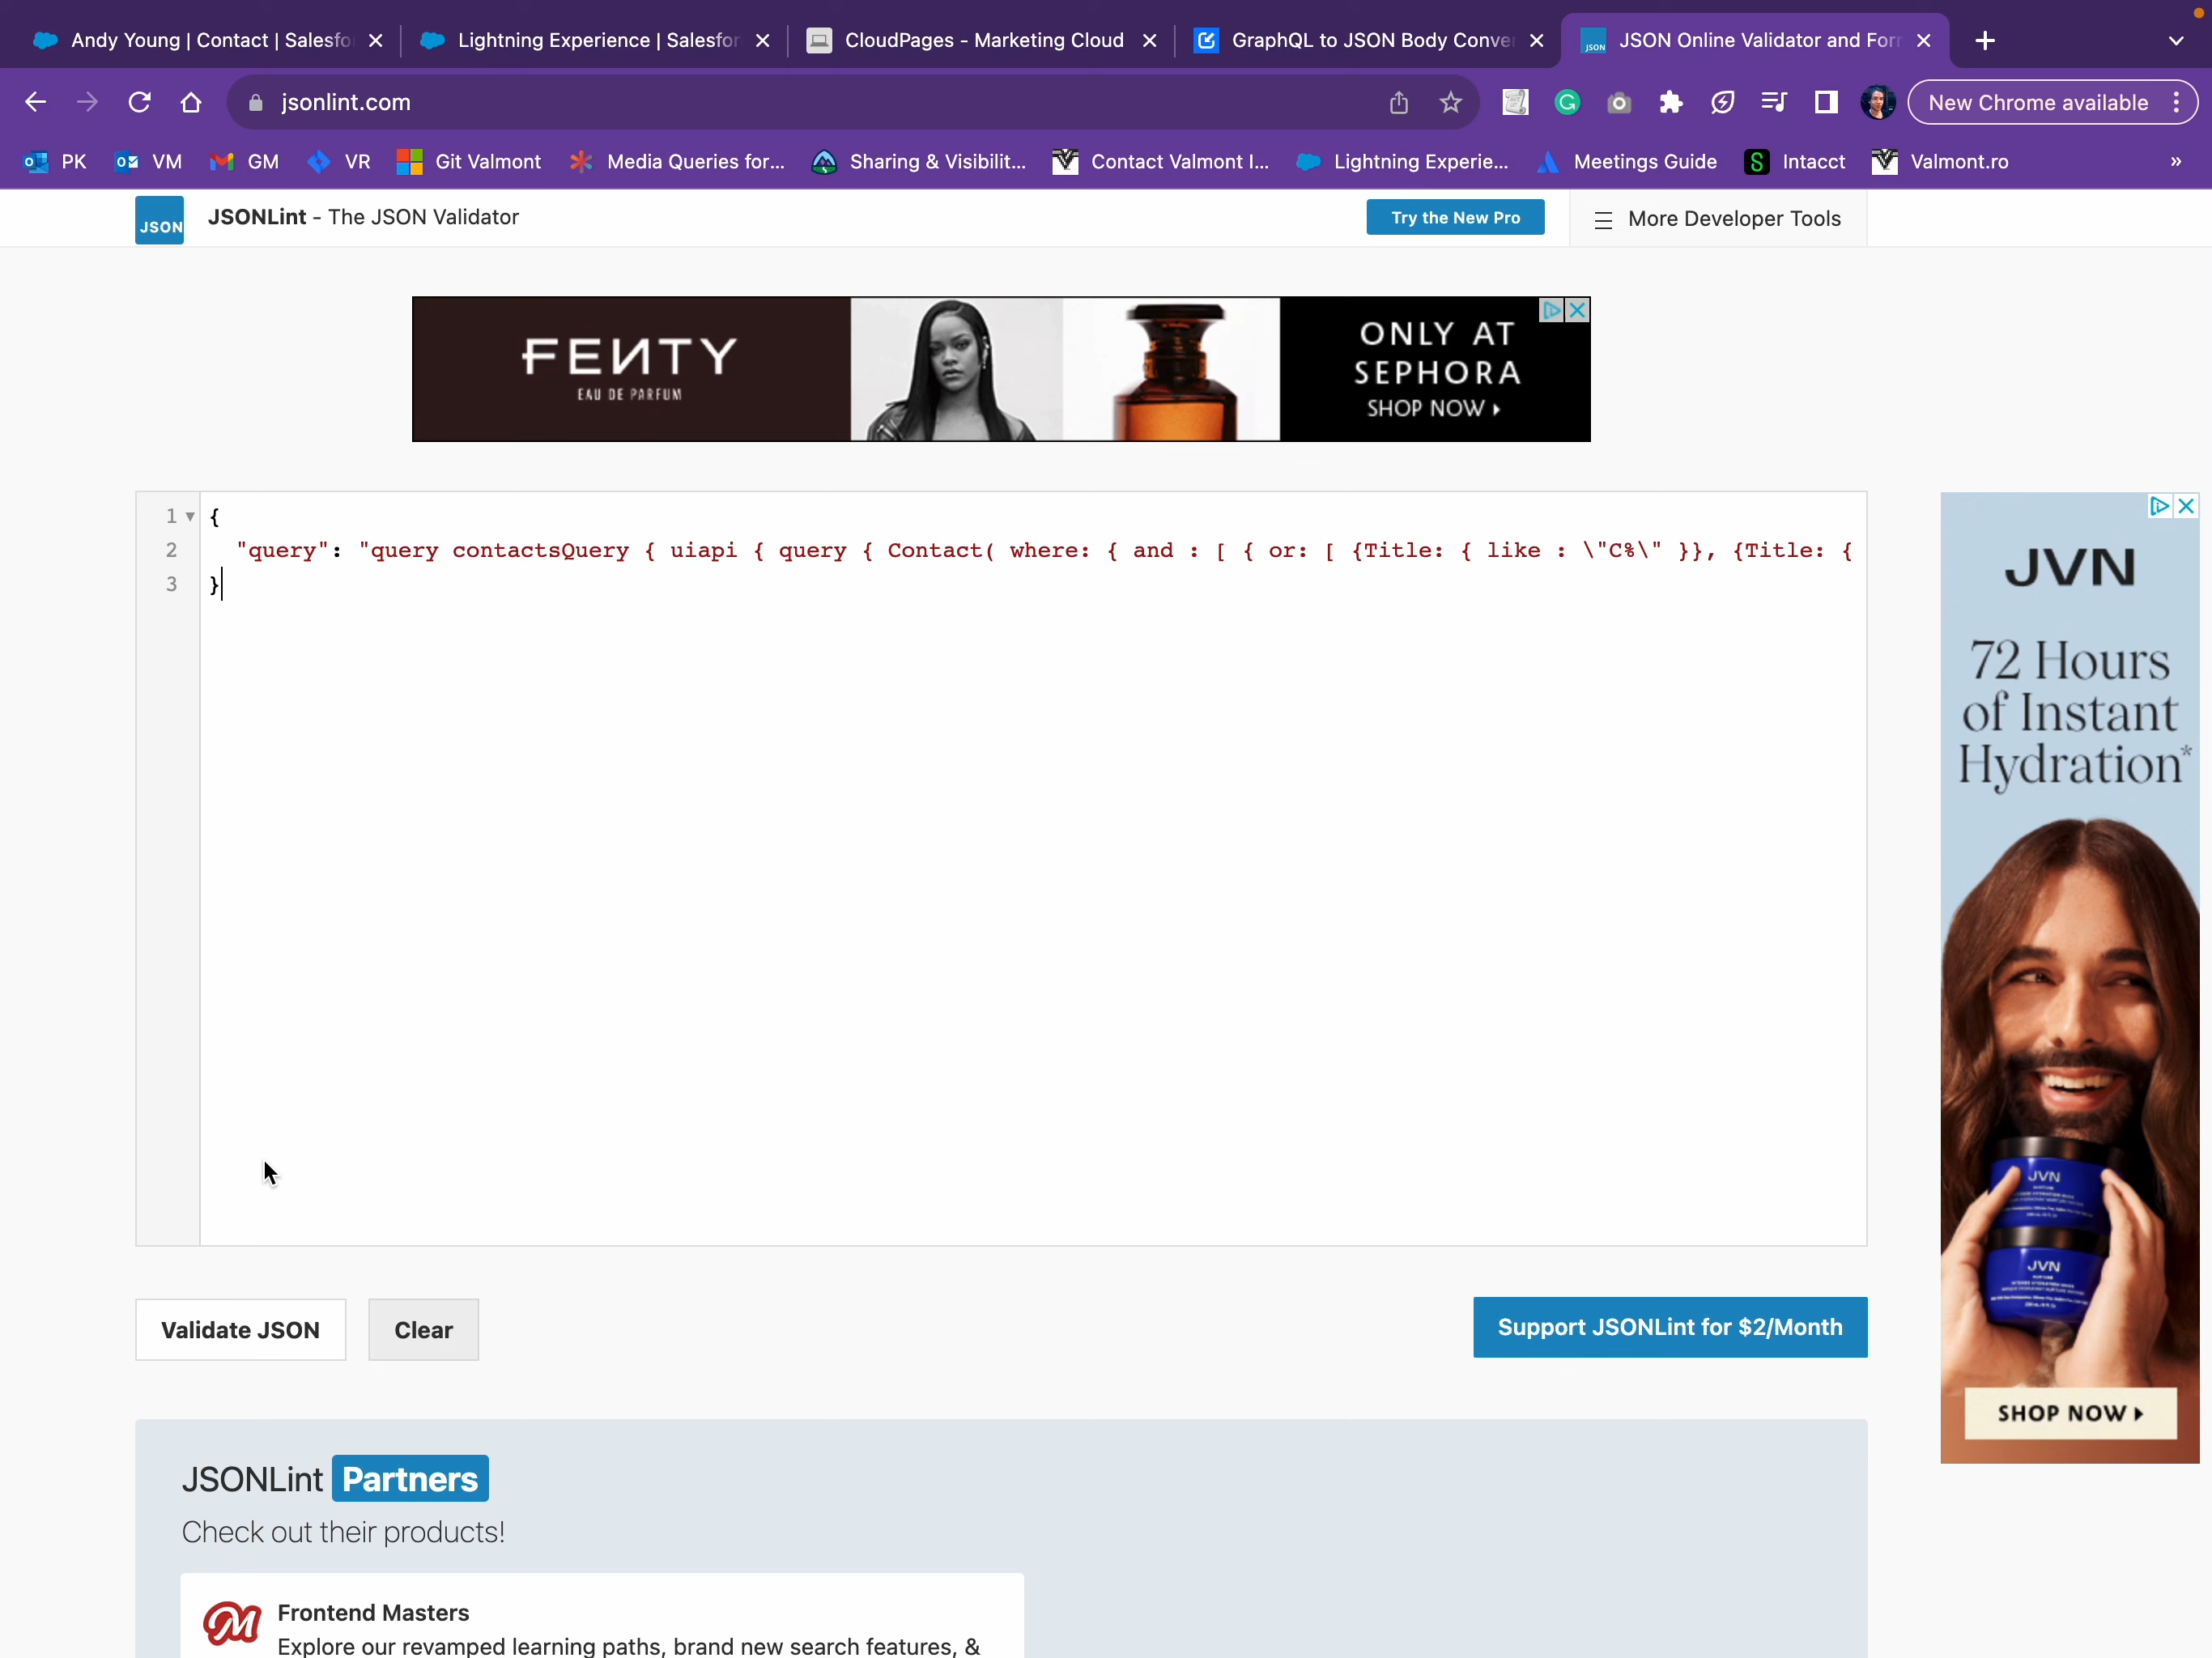 Andy Young | Contact | Salesfo
Lightning Experience | Salesfor
CloudPages - Marketing Cloud
GraphQL to JSON Body Conver
JSON Online Validator and For
jsonlint.com
New Chrome available
PK
VM
GM
VR
Git Valmont
Media Queries for...
Sharing & Visibilit...
Contact Valmont I...
Lightning Experie...
Meetings Guide
Intacct
Valmont.ro
»
JSON
JSONLint - The JSON Validator
Try the New Pro
More Developer Tools
FENTY
EAU DE PARFUM
ONLY AT
SEPHORA
SHOP NOW
1 {
2 "query": "query contactsQuery { uiapi { query { Contact( where: { and : [ { or: [ {Title: { like : \"C%\" }}, {Title: {
3 }
JVN
72 Hours
of Instant
Hydration*
JVN
JVN
SHOP NOW
Validate JSON
Clear
Support JSONLint for $2/Month
JSONLint Partners
Check out their products!
Frontend Masters
Explore our revamped learning paths, brand new search features, &